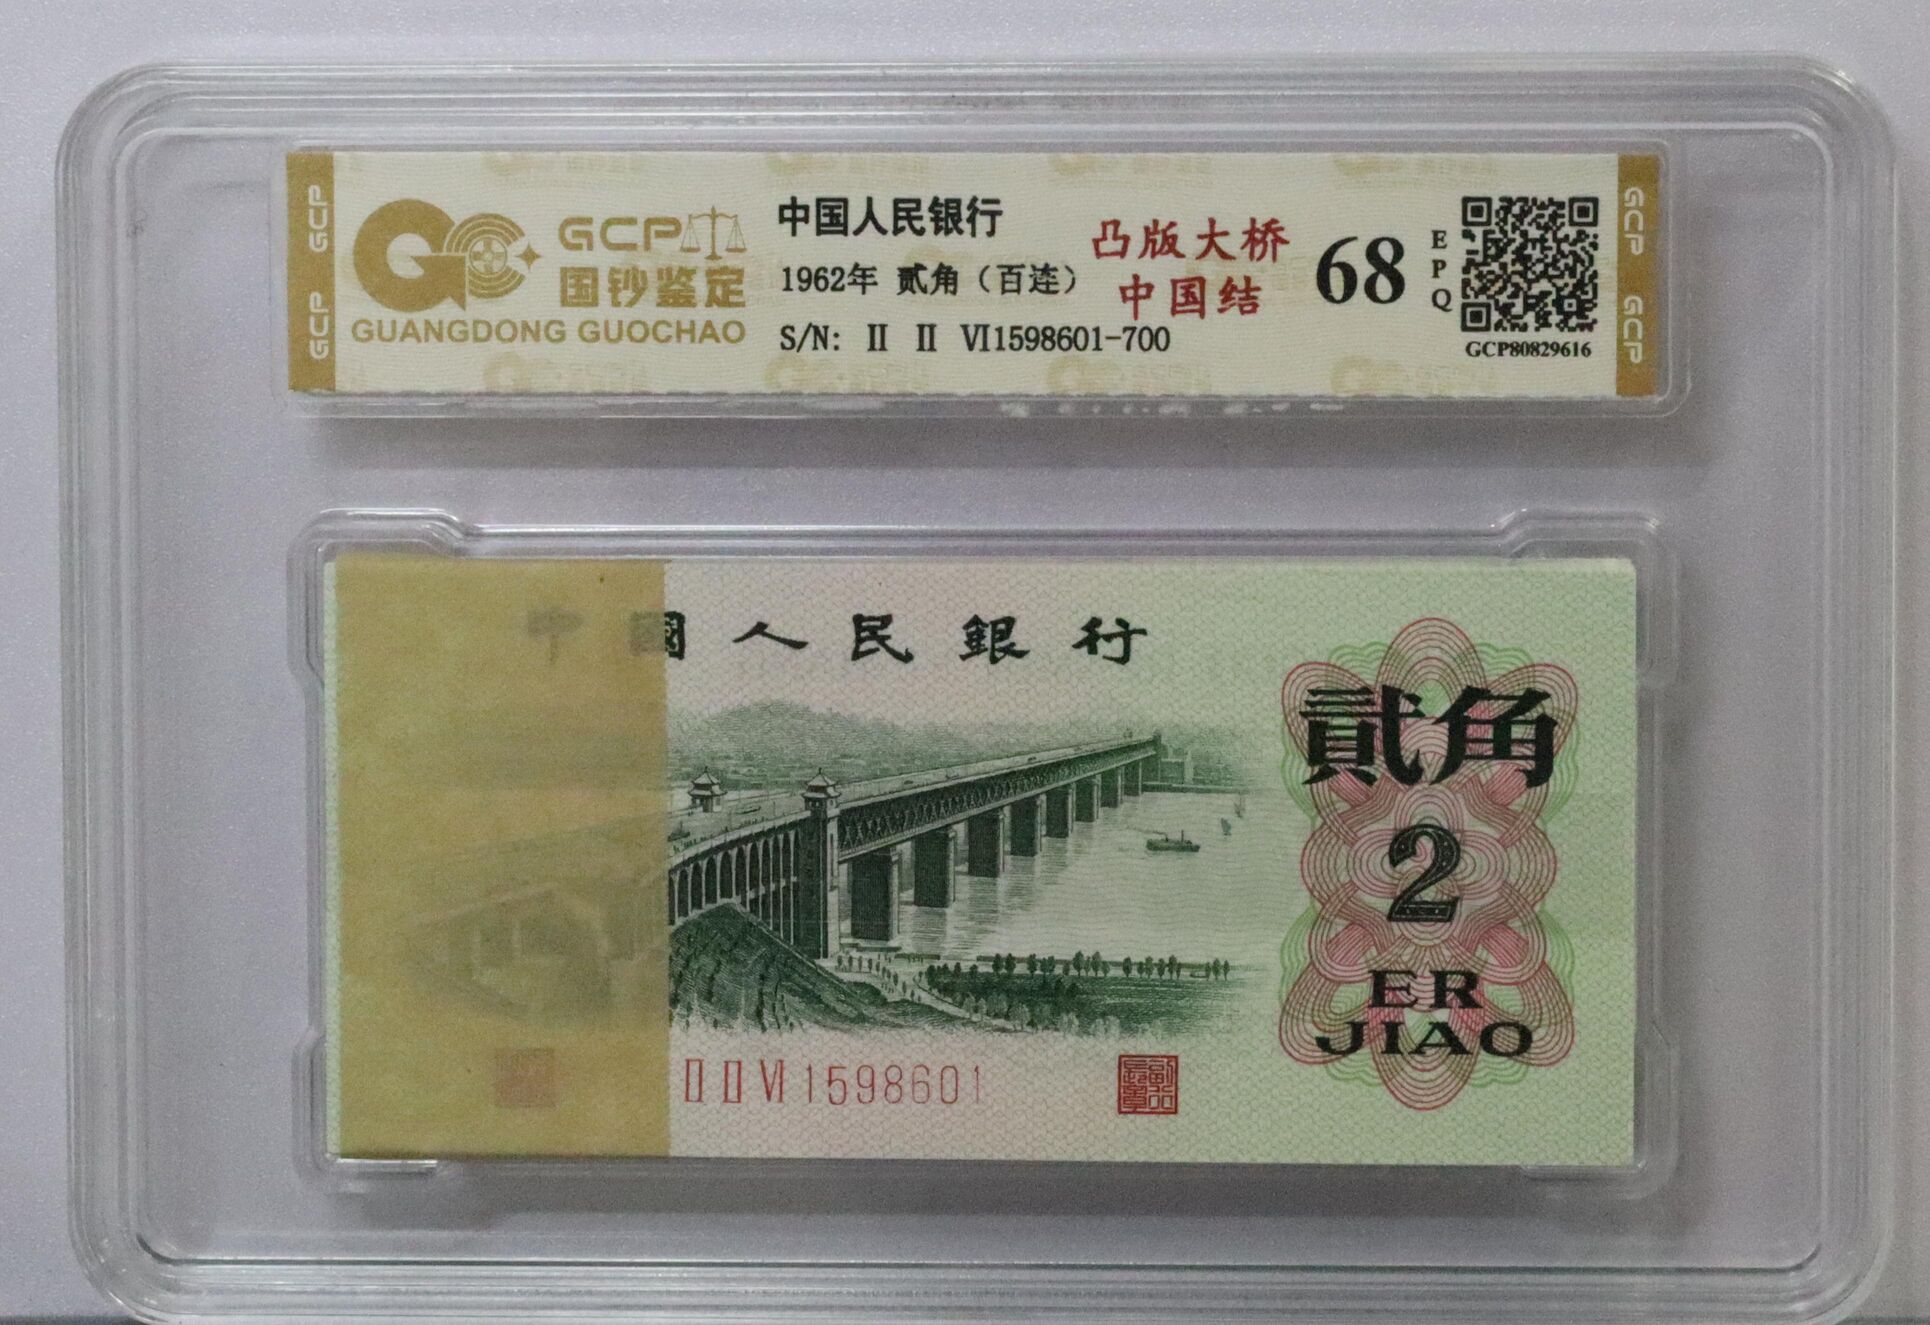 GCP GCP
GCP
国钞鉴定
GUANGDONG GUOCHAO
中国人民银行
1962年 贰角（百连）
S/N: Ⅱ Ⅱ Ⅵ1598601-700
凸版大桥
中国结
68
EPQ
GCP80829616
GCP GCP
中國人民銀行
貳角
2
ER
JIAO
Ⅱ Ⅱ Ⅵ 1598601